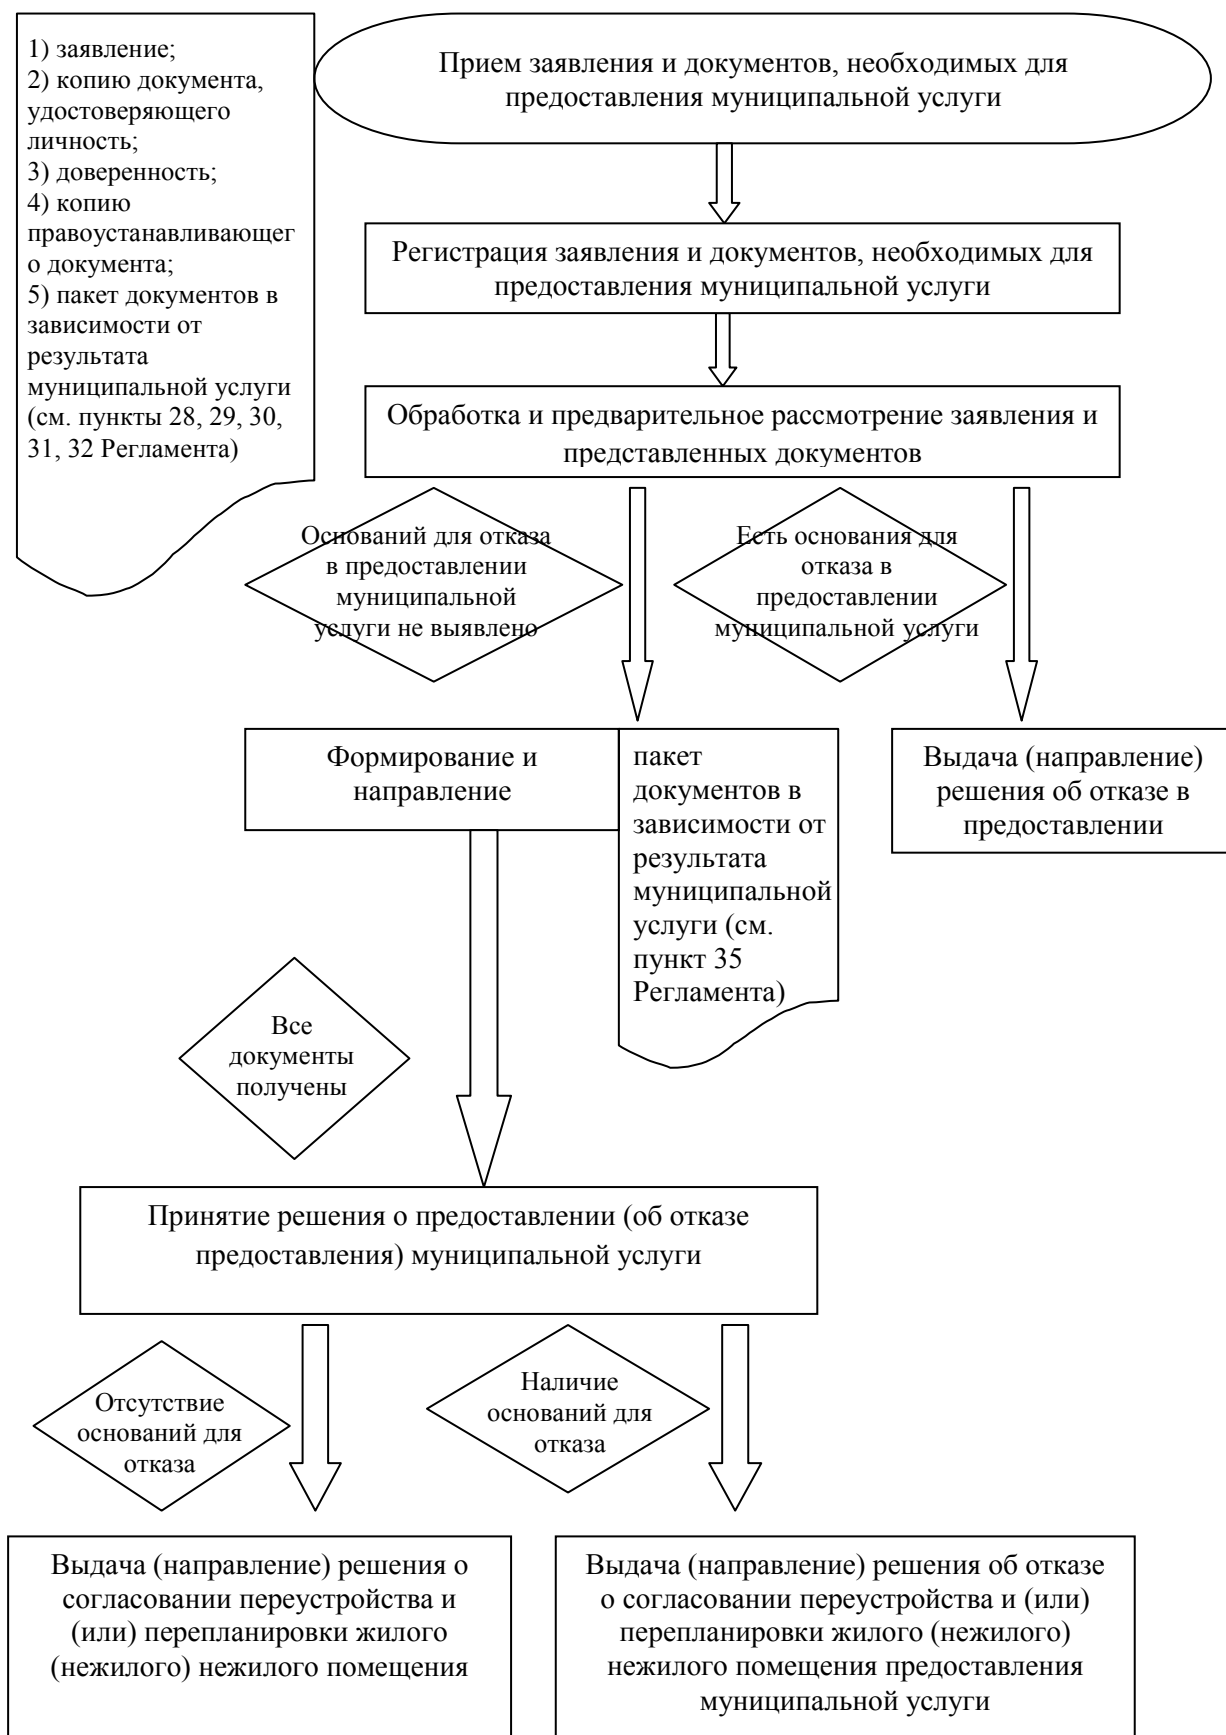 1) заявление;
2) копию документа,
удостоверяющего
личность;
3) доверенность;
4) копию
правоустанавливающег
о документа;
5) пакет документов в
зависимости от
результата
муниципальной услуги
(см. пункты 28, 29, 30,
31, 32 Регламента)
Прием заявления и документов, необходимых для
предоставления муниципальной услуги
Регистрация заявления и документов, необходимых для
предоставления муниципальной услуги
Обработка и предварительное рассмотрение заявления и
представленных документов
Оснований для отказа
в предоставлении
муниципальной
услуги не выявлено
Есть основания для
отказа в
предоставлении
муниципальной услуги
Формирование и
направление
пакет
документов в
зависимости от
результата
муниципальной
услуги (см.
пункт 35
Регламента)
Выдача (направление)
решения об отказе в
предоставлении
Все
документы
получены
Принятие решения о предоставлении (об отказе
предоставления) муниципальной услуги
Отсутствие
оснований для
отказа
Наличие
оснований для
отказа
Выдача (направление) решения о
согласовании переустройства и
(или) перепланировки жилого
(нежилого) нежилого помещения
Выдача (направление) решения об отказе
о согласовании переустройства и (или)
перепланировки жилого (нежилого)
нежилого помещения предоставления
муниципальной услуги